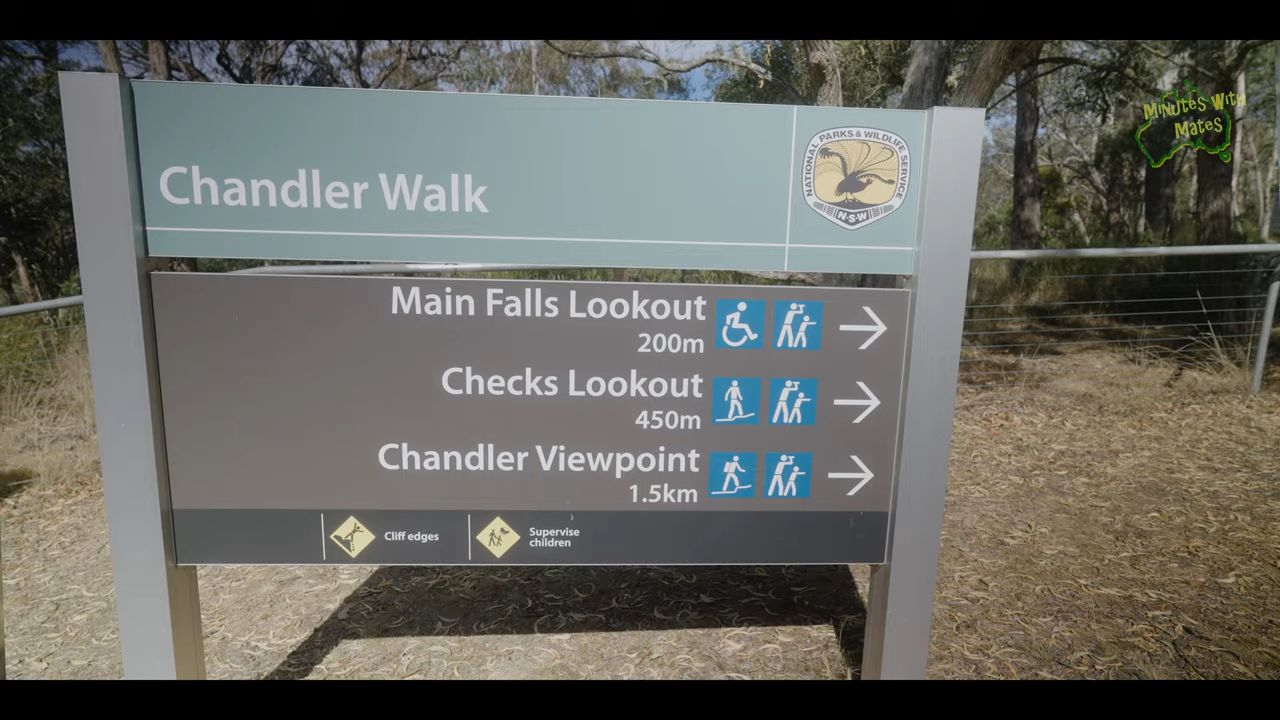 Minutes With
Mates
Chandler Walk
NATIONAL PARKS & WILDLIFE SERVICE
N·S·W
Main Falls Lookout
200m
Checks Lookout
450m
Chandler Viewpoint
1.5km
Cliff edges
Supervise
children